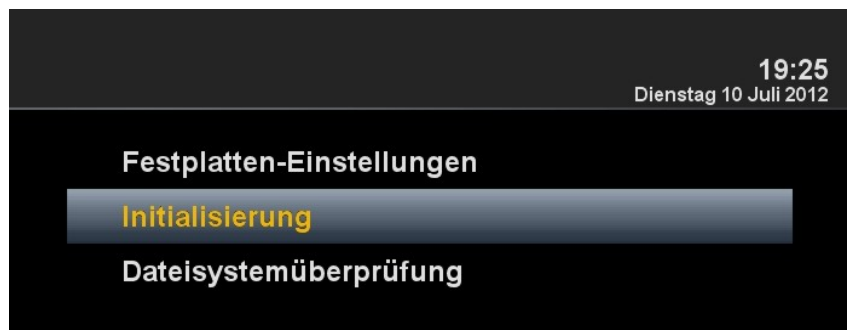 19:25
Dienstag 10 Juli 2012
Festplatten-Einstellungen
Initialisierung
Dateisystemüberprüfung